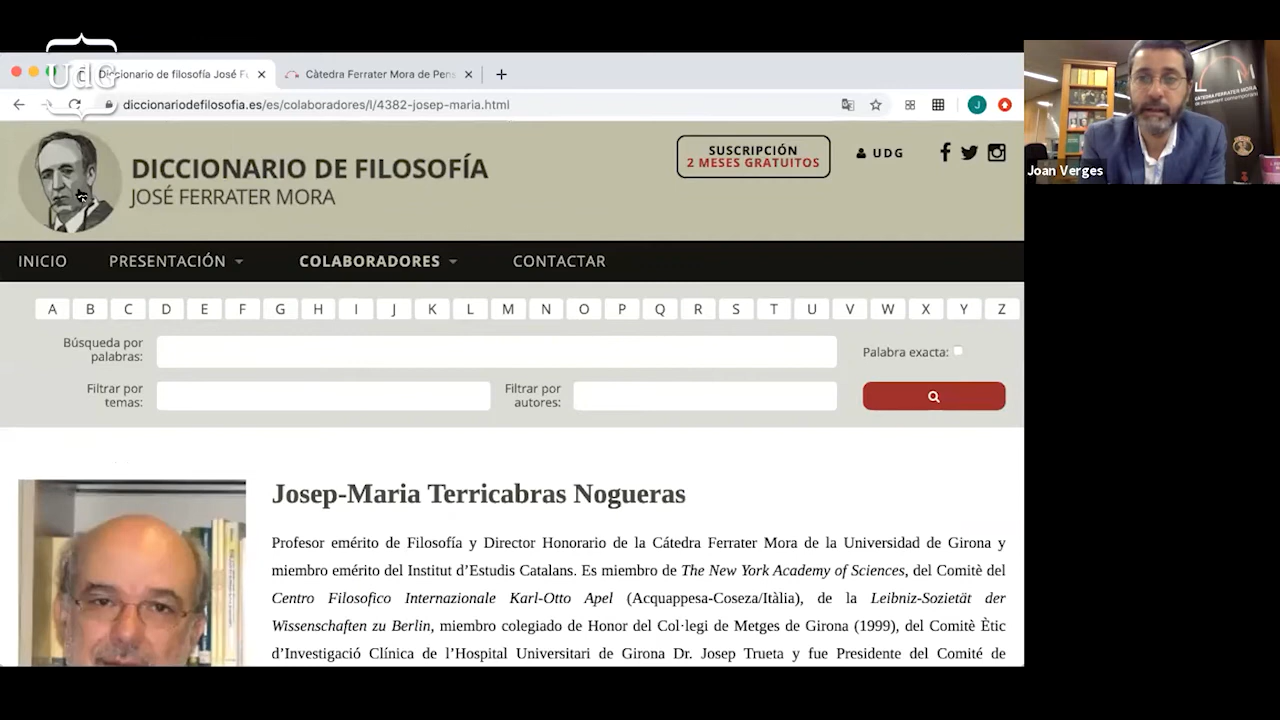 UdG
Diccionario de filosofía José Fe
Càtedra Ferrater Mora de Pens
diccionariodefilosofia.es/es/colaboradores/l/4382-josep-maria.html
J
DICCIONARIO DE FILOSOFÍA
JOSÉ FERRATER MORA
SUSCRIPCIÓN
2 MESES GRATUITOS
UDG
INICIO PRESENTACIÓN COLABORADORES CONTACTAR
A B C D E F G H I J K L M N O P Q R S T U V W X Y Z
Búsqueda por
palabras:
Palabra exacta:
Filtrar por
temas:
Filtrar por
autores:
Josep-Maria Terricabras Nogueras
Profesor emérito de Filosofía y Director Honorario de la Cátedra Ferrater Mora de la Universidad de Girona y
miembro emérito del Institut d’Estudis Catalans. Es miembro de The New York Academy of Sciences, del Comitè del
Centro Filosofico Internazionale Karl-Otto Apel (Acquappesa-Coseza/Itàlia), de la Leibniz-Sozietät der
Wissenschaften zu Berlin, miembro colegiado de Honor del Col·legi de Metges de Girona (1999), del Comitè Ètic
d’Investigació Clínica de l’Hospital Universitari de Girona Dr. Josep Trueta y fue Presidente del Comité de
CÀTEDRA FERRATER MORA
Joan Verges